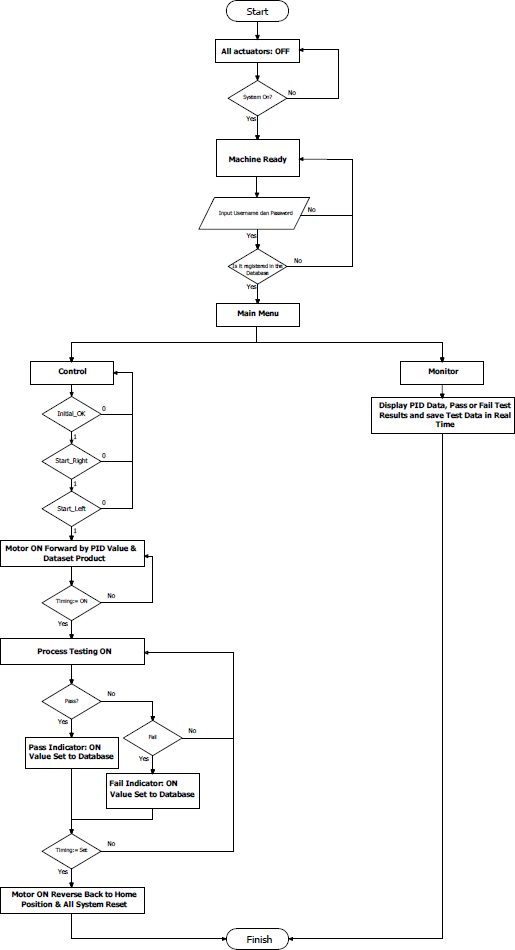 Start
All actuators: OFF
System On?
No
Yes
Machine Ready
Input Username dan Password
No
Yes
Is it registered in the
Database
No
Yes
Main Menu
Control
Monitor
Initial_OK
0
1
Start_Right
0
1
Start_Left
0
1
Display PID Data, Pass or Fail Test
Results and save Test Data in Real
Time
Motor ON Forward by PID Value &
Dataset Product
Timing:= ON
No
Yes
Process Testing ON
Pass?
No
Yes
Fail
No
Yes
Pass Indicator: ON
Value Set to Database
Fail Indicator: ON
Value Set to Database
Timing:= Set
No
Yes
Motor ON Reverse Back to Home
Position & All System Reset
Finish